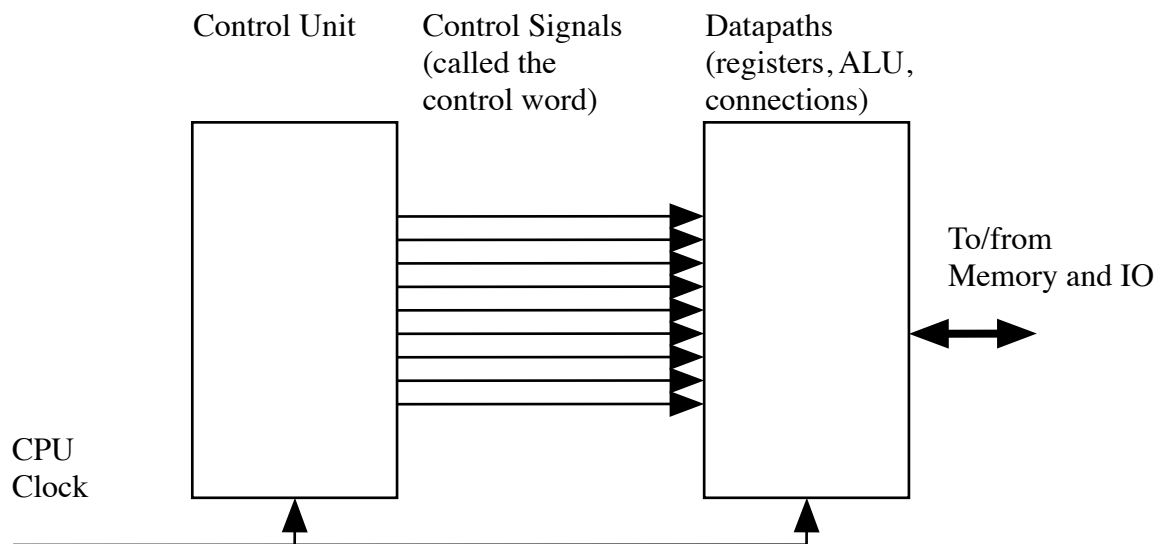 Control Unit
Control Signals
(called the
control word)
Datapaths
(registers, ALU,
connections)
To/from
Memory and IO
CPU
Clock